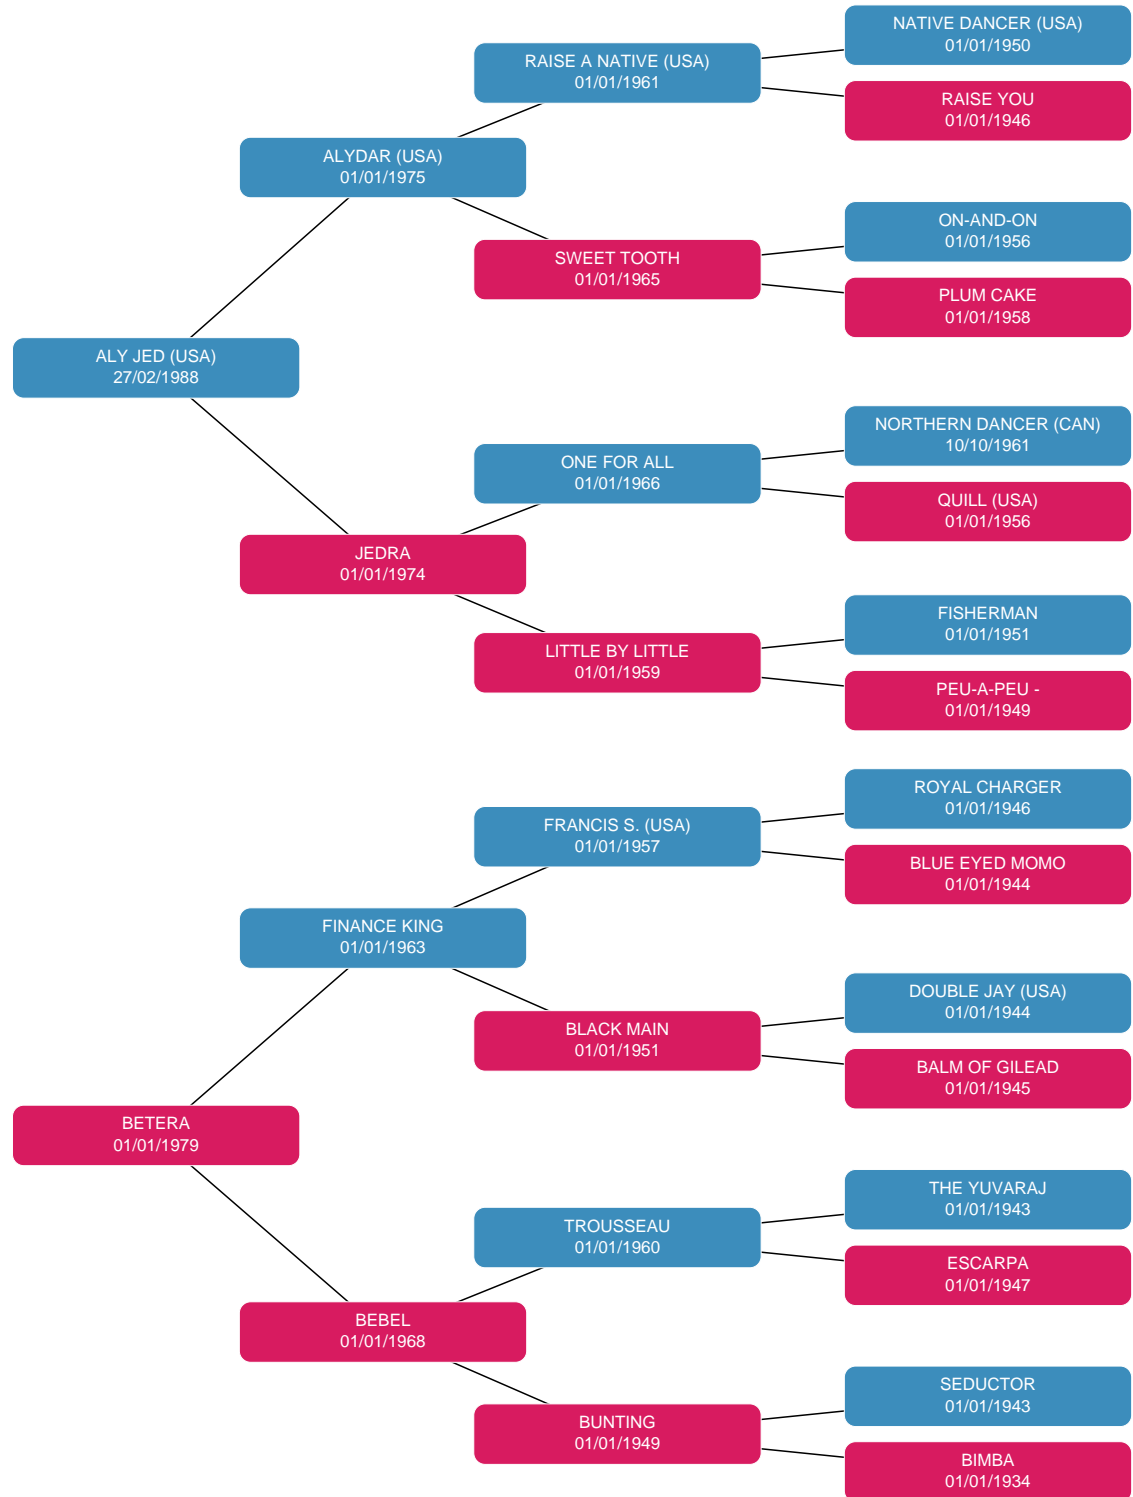 NATIVE DANCER (USA)
01/01/1950
RAISE A NATIVE (USA)
01/01/1961
RAISE YOU
01/01/1946
ALYDAR (USA)
01/01/1975
ON-AND-ON
01/01/1956
SWEET TOOTH
01/01/1965
PLUM CAKE
01/01/1958
ALY JED (USA)
27/02/1988
NORTHERN DANCER (CAN)
10/10/1961
ONE FOR ALL
01/01/1966
QUILL (USA)
01/01/1956
JEDRA
01/01/1974
FISHERMAN
01/01/1951
LITTLE BY LITTLE
01/01/1959
PEU-A-PEU -
01/01/1949
ROYAL CHARGER
01/01/1946
FRANCIS S. (USA)
01/01/1957
BLUE EYED MOMO
01/01/1944
FINANCE KING
01/01/1963
DOUBLE JAY (USA)
01/01/1944
BLACK MAIN
01/01/1951
BALM OF GILEAD
01/01/1945
BETERA
01/01/1979
THE YUVARAJ
01/01/1943
TROUSSEAU
01/01/1960
ESCARPA
01/01/1947
BEBEL
01/01/1968
SEDUCTOR
01/01/1943
BUNTING
01/01/1949
BIMBA
01/01/1934